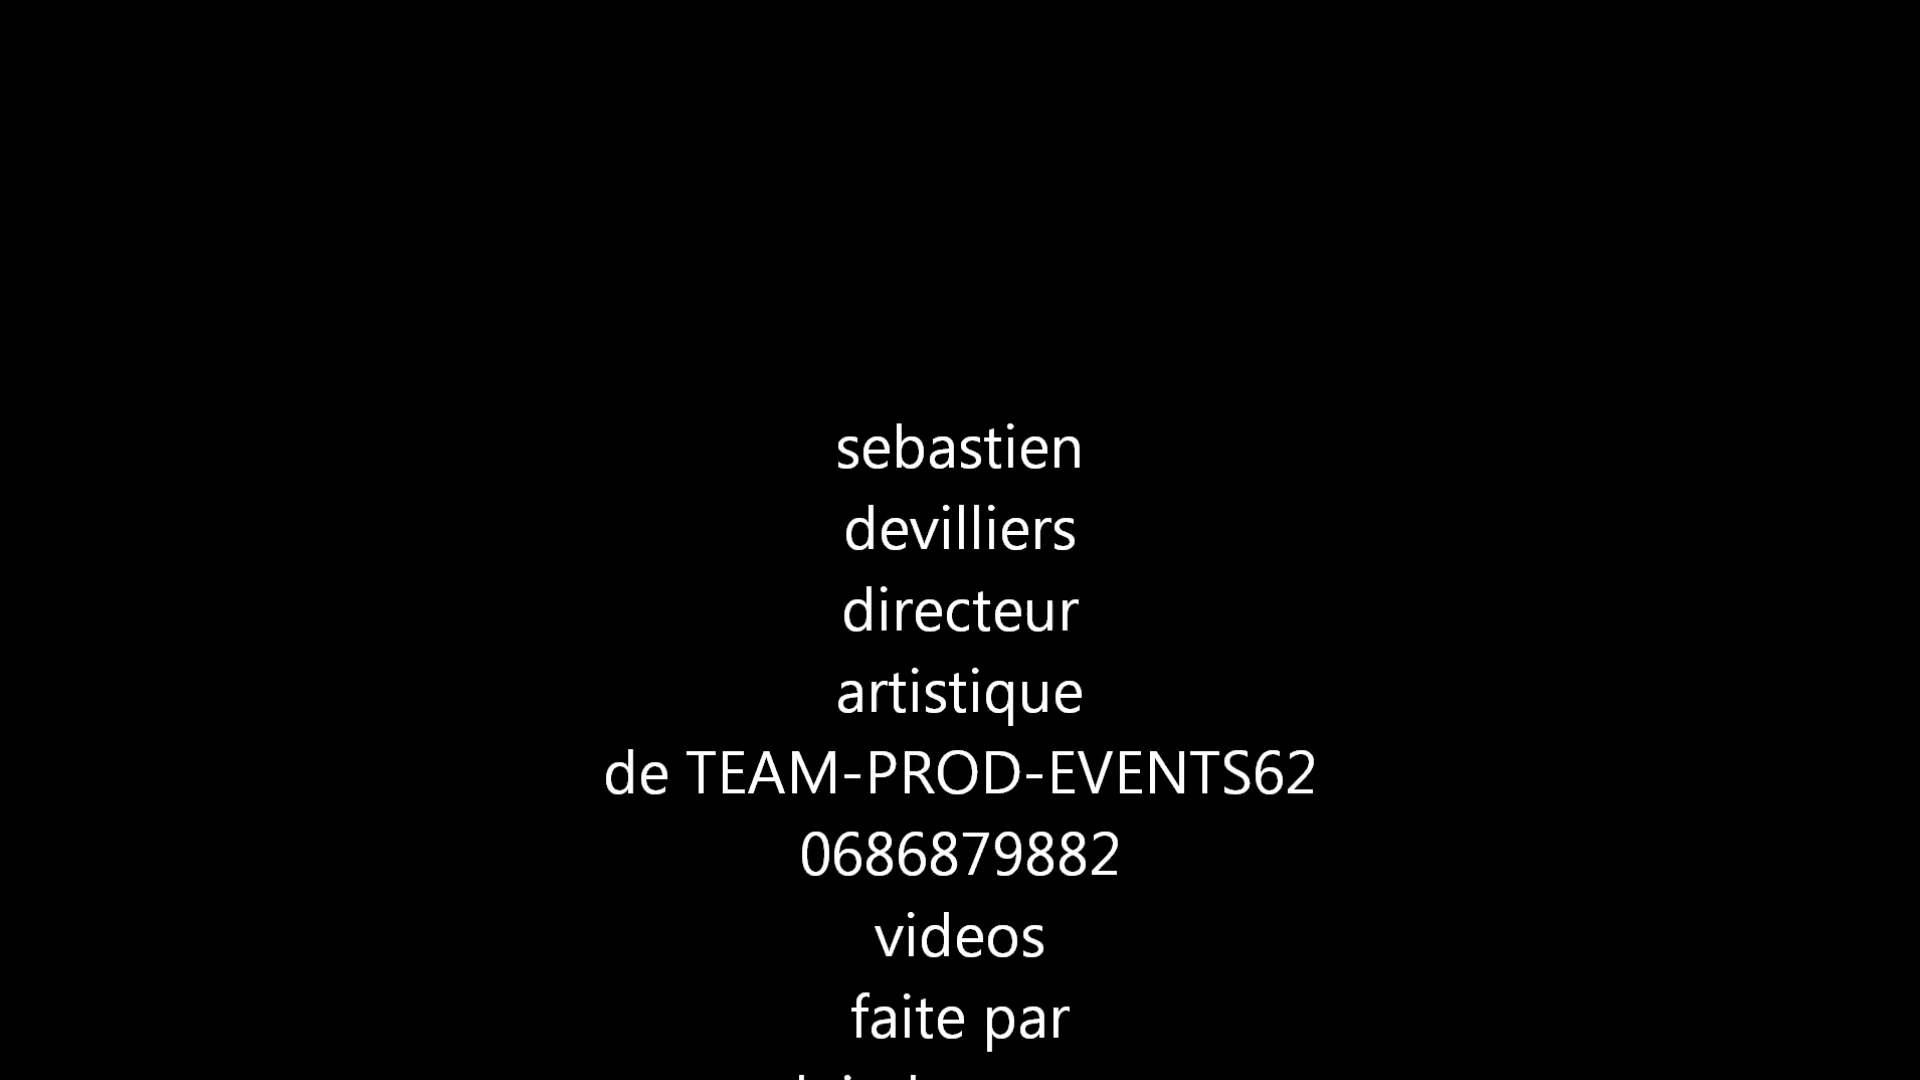 sebastien
devilliers
directeur
artistique
de TEAM-PROD-EVENTS62
0686879882
videos
faite par